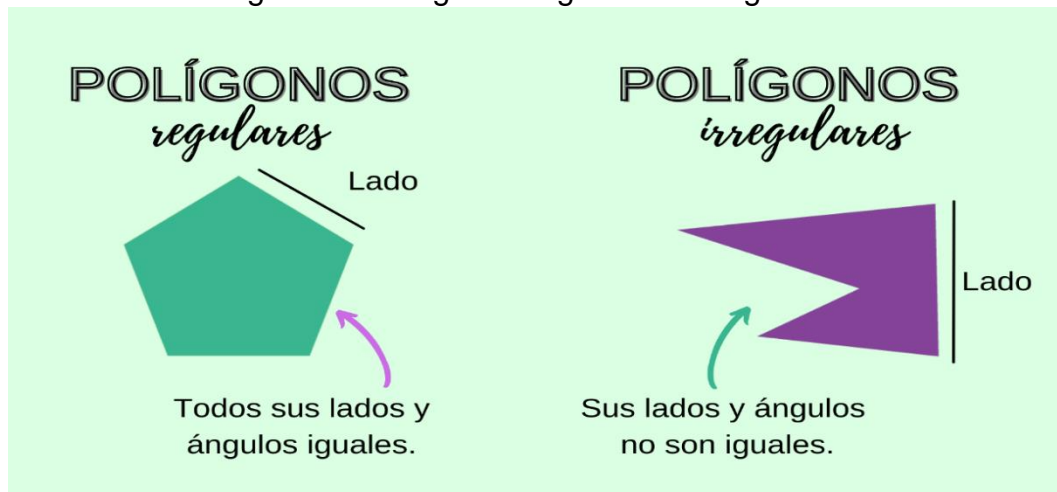 POLÍGONOS
regulares
Lado
Todos sus lados y
ángulos iguales.
POLÍGONOS
irregulares
Lado
Sus lados y ángulos
no son iguales.